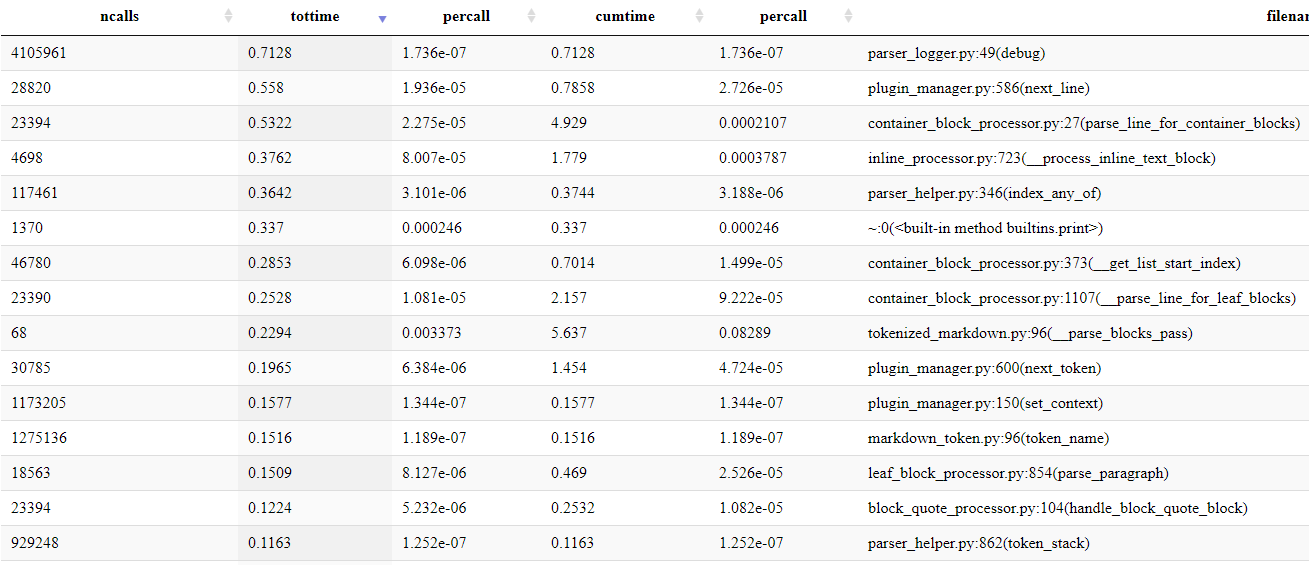 ncalls tottime percall cumtime percall filenar
4105961 0.7128 1.736e-07 0.7128 1.736e-07 parser_logger.py:49(debug)
28820 0.558 1.936e-05 0.7858 2.726e-05 plugin_manager.py:586(next_line)
23394 0.5322 2.275e-05 4.929 0.0002107 container_block_processor.py:27(parse_line_for_container_blocks)
4698 0.3762 8.007e-05 1.779 0.0003787 inline_processor.py:723(__process_inline_text_block)
117461 0.3642 3.101e-06 0.3744 3.188e-06 parser_helper.py:346(index_any_of)
1370 0.337 0.000246 0.337 0.000246 ~:0(<built-in method builtins.print>)
46780 0.2853 6.098e-06 0.7014 1.499e-05 container_block_processor.py:373(__get_list_start_index)
23390 0.2528 1.081e-05 2.157 9.222e-05 container_block_processor.py:1107(__parse_line_for_leaf_blocks)
68 0.2294 0.003373 5.637 0.08289 tokenized_markdown.py:96(__parse_blocks_pass)
30785 0.1965 6.384e-06 1.454 4.724e-05 plugin_manager.py:600(next_token)
1173205 0.1577 1.344e-07 0.1577 1.344e-07 plugin_manager.py:150(set_context)
1275136 0.1516 1.189e-07 0.1516 1.189e-07 markdown_token.py:96(token_name)
18563 0.1509 8.127e-06 0.469 2.526e-05 leaf_block_processor.py:854(parse_paragraph)
23394 0.1224 5.232e-06 0.2532 1.082e-05 block_quote_processor.py:104(handle_block_quote_block)
929248 0.1163 1.252e-07 0.1163 1.252e-07 parser_helper.py:862(token_stack)